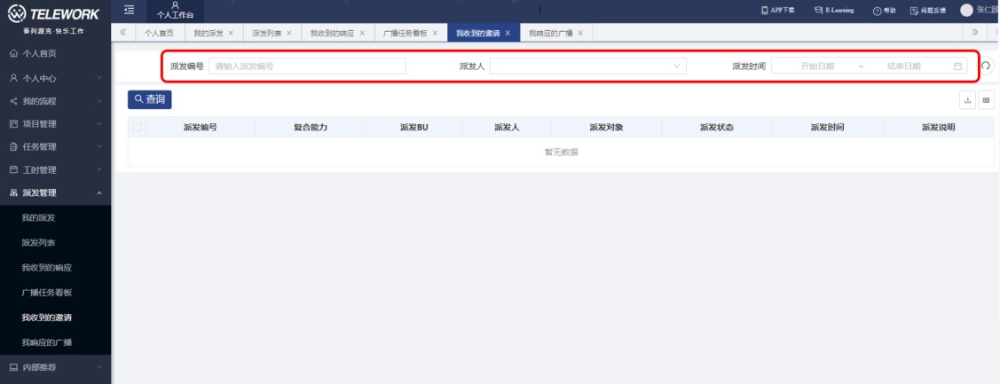 TELEWORK
泰列渥克·快乐工作
个人工作台
APP下载 E-Learning 帮助 问题反馈
个人首页 我的派发 派发列表 我收到的响应 广播任务看板 我收到的邀请 我响应的广播
个人首页
个人中心
我的流程
项目管理
任务管理
工时管理
派发管理
我的派发
派发列表
我收到的响应
广播任务看板
我收到的邀请
我响应的广播
内部推荐
派发编号 请输入派发编号 派发人 派发时间 开始日期 ~ 结束日期
查询
派发编号 复合能力 派发BU 派发人 派发对象 派发状态 派发时间 派发说明
暂无数据